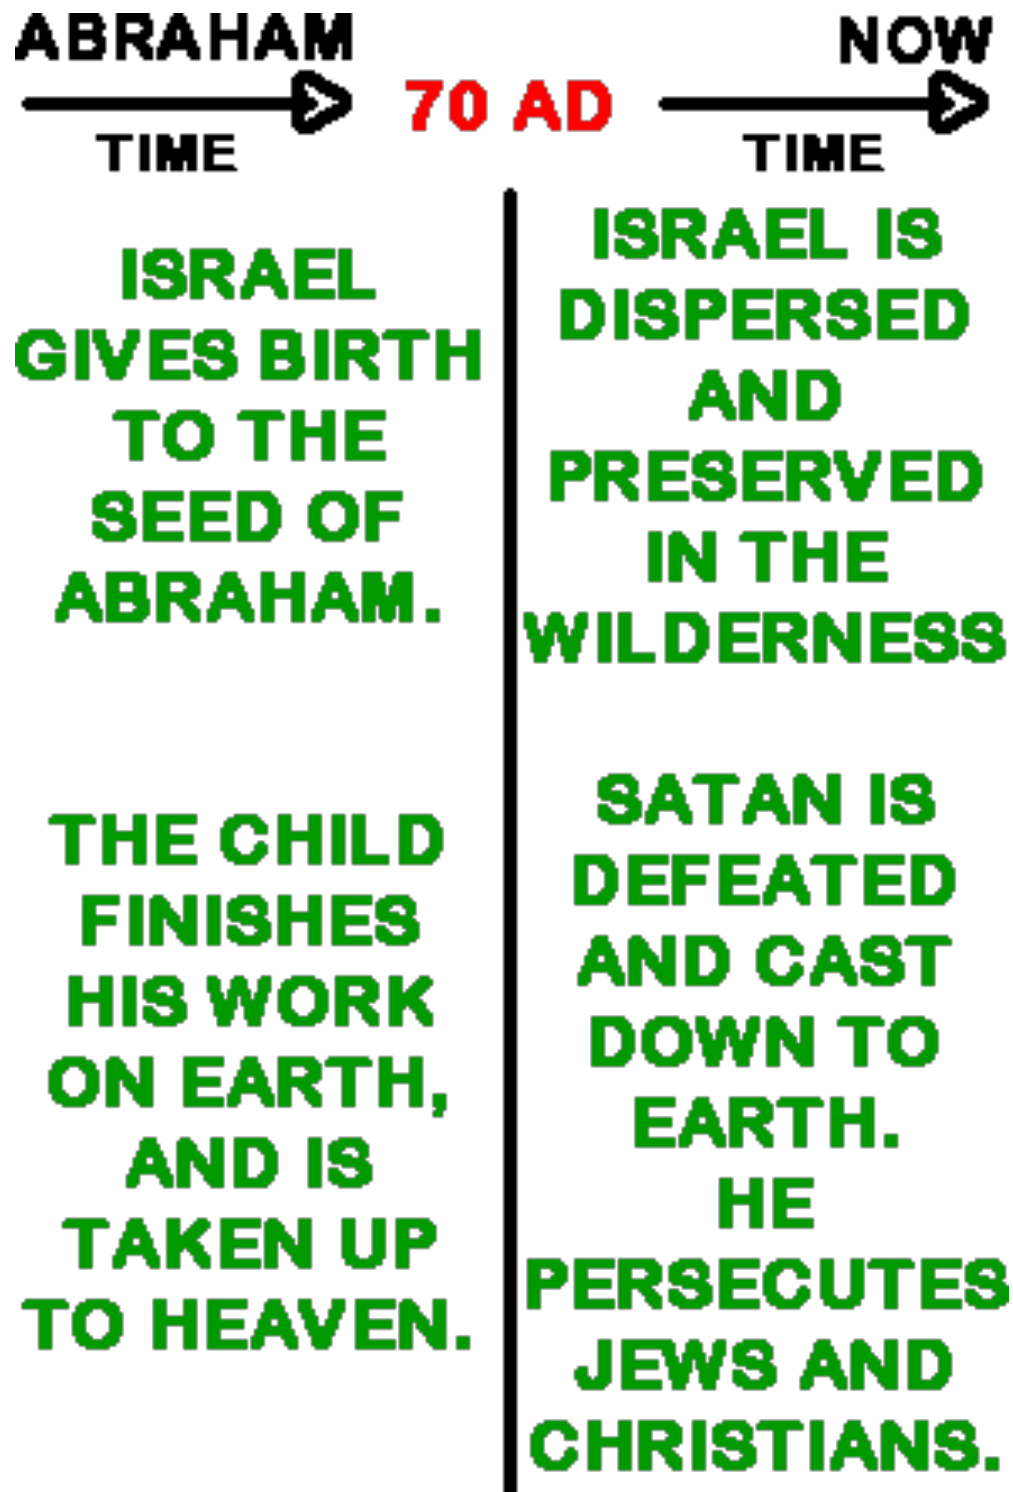 ABRAHAM
NOW
70 AD
TIME
TIME
ISRAEL
GIVES BIRTH
TO THE
SEED OF
ABRAHAM.
THE CHILD
FINISHES
HIS WORK
ON EARTH,
AND IS
TAKEN UP
TO HEAVEN.
ISRAEL IS
DISPERSED
AND
PRESERVED
IN THE
WILDERNESS
SATAN IS
DEFEATED
AND CAST
DOWN TO
EARTH.
HE
PERSECUTES
JEWS AND
CHRISTIANS.